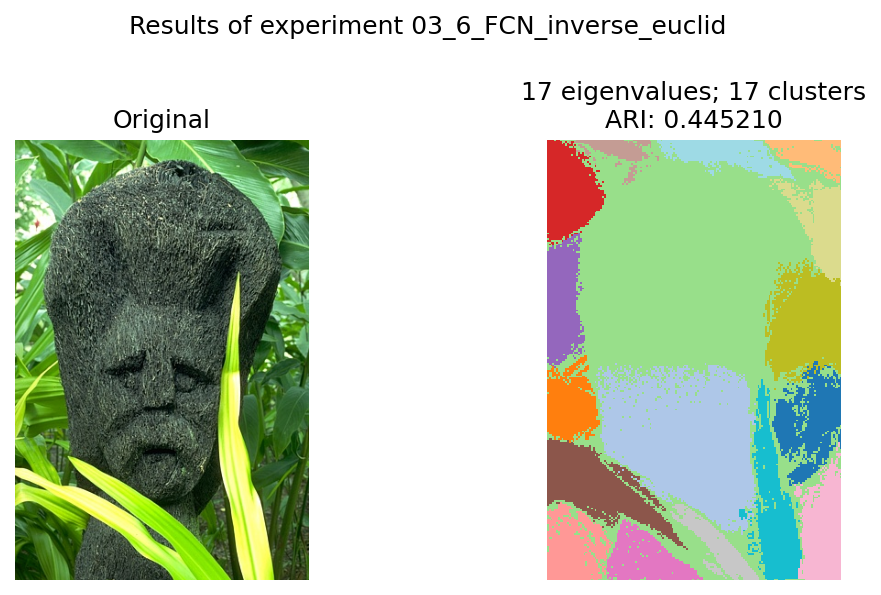 Results of experiment 03_6_FCN_inverse_euclid
Original
17 eigenvalues; 17 clusters
ARI: 0.445210